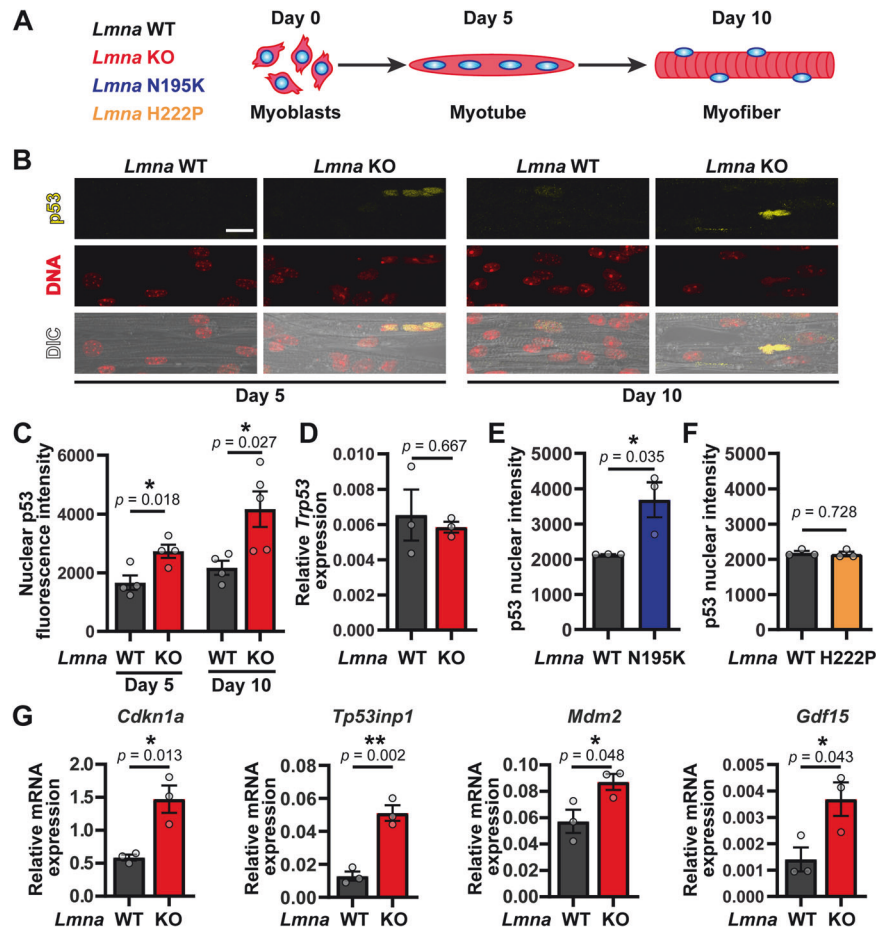 A
Lmna WT
Lmna KO
Lmna N195K
Lmna H222P
Day 0
Day 5
Day 10
Myoblasts
Myotube
Myofiber
B
Lmna WT
Lmna KO
Lmna WT
Lmna KO
p53
DNA
DIC
Day 5
Day 10
C
Nuclear p53
fluorescence intensity
6000
4000
2000
0
*
p = 0.018
*
p = 0.027
Lmna WT KO WT KO
Day 5
Day 10
D
Relative Trp53
expression
0.010
0.008
0.006
0.004
0.002
0.000
p = 0.667
Lmna WT KO
E
p53 nuclear intensity
5000
4000
3000
2000
1000
0
*
p = 0.035
Lmna WT N195K
F
p53 nuclear intensity
5000
4000
3000
2000
1000
0
p = 0.728
Lmna WT H222P
G
Cdkn1a
Relative mRNA
expression
2.0
1.5
1.0
0.5
0.0
*
p = 0.013
Lmna WT KO
Tp53inp1
Relative mRNA
expression
0.08
0.06
0.04
0.02
0.00
**
p = 0.002
Lmna WT KO
Mdm2
Relative mRNA
expression
0.10
0.08
0.06
0.04
0.02
0.00
*
p = 0.048
Lmna WT KO
Gdf15
Relative mRNA
expression
0.005
0.004
0.003
0.002
0.001
0.000
*
p = 0.043
Lmna WT KO